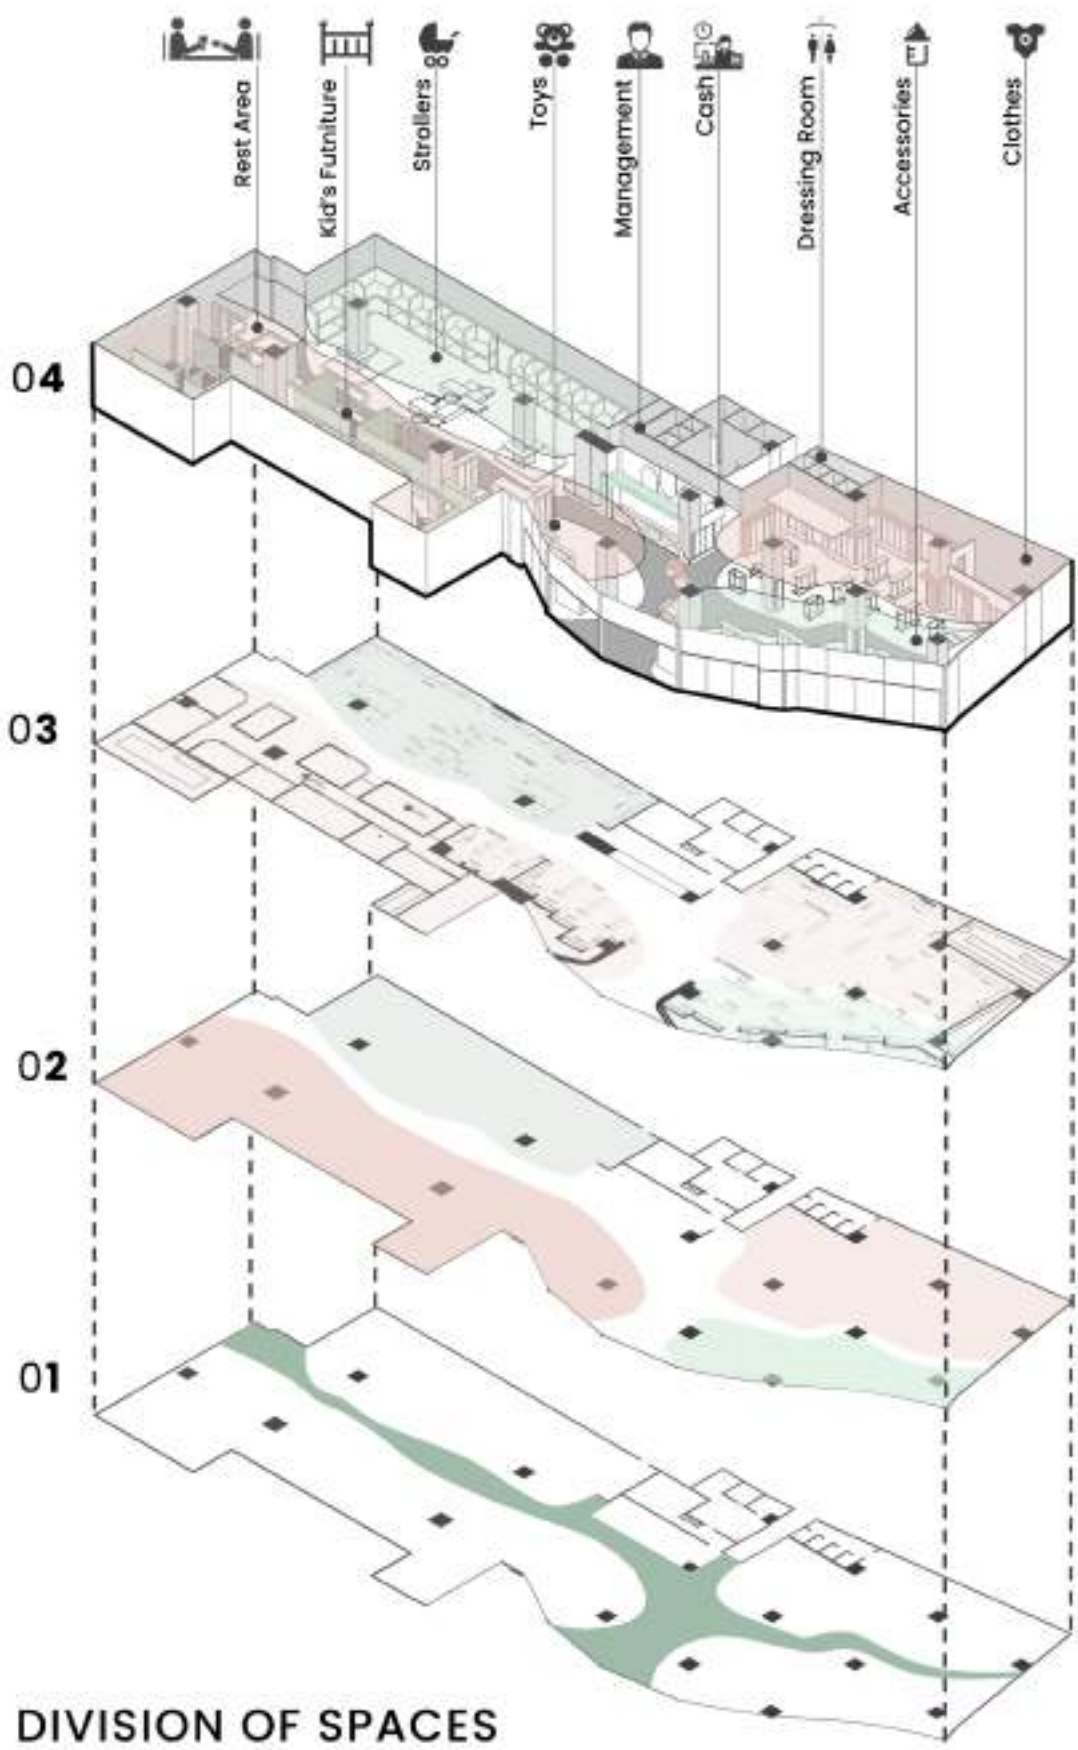 Rest Area
Kid's Futniture
Strollers
Toys
Management
Cash
Dressing Room
Accessories
Clothes
04
03
02
01
DIVISION OF SPACES